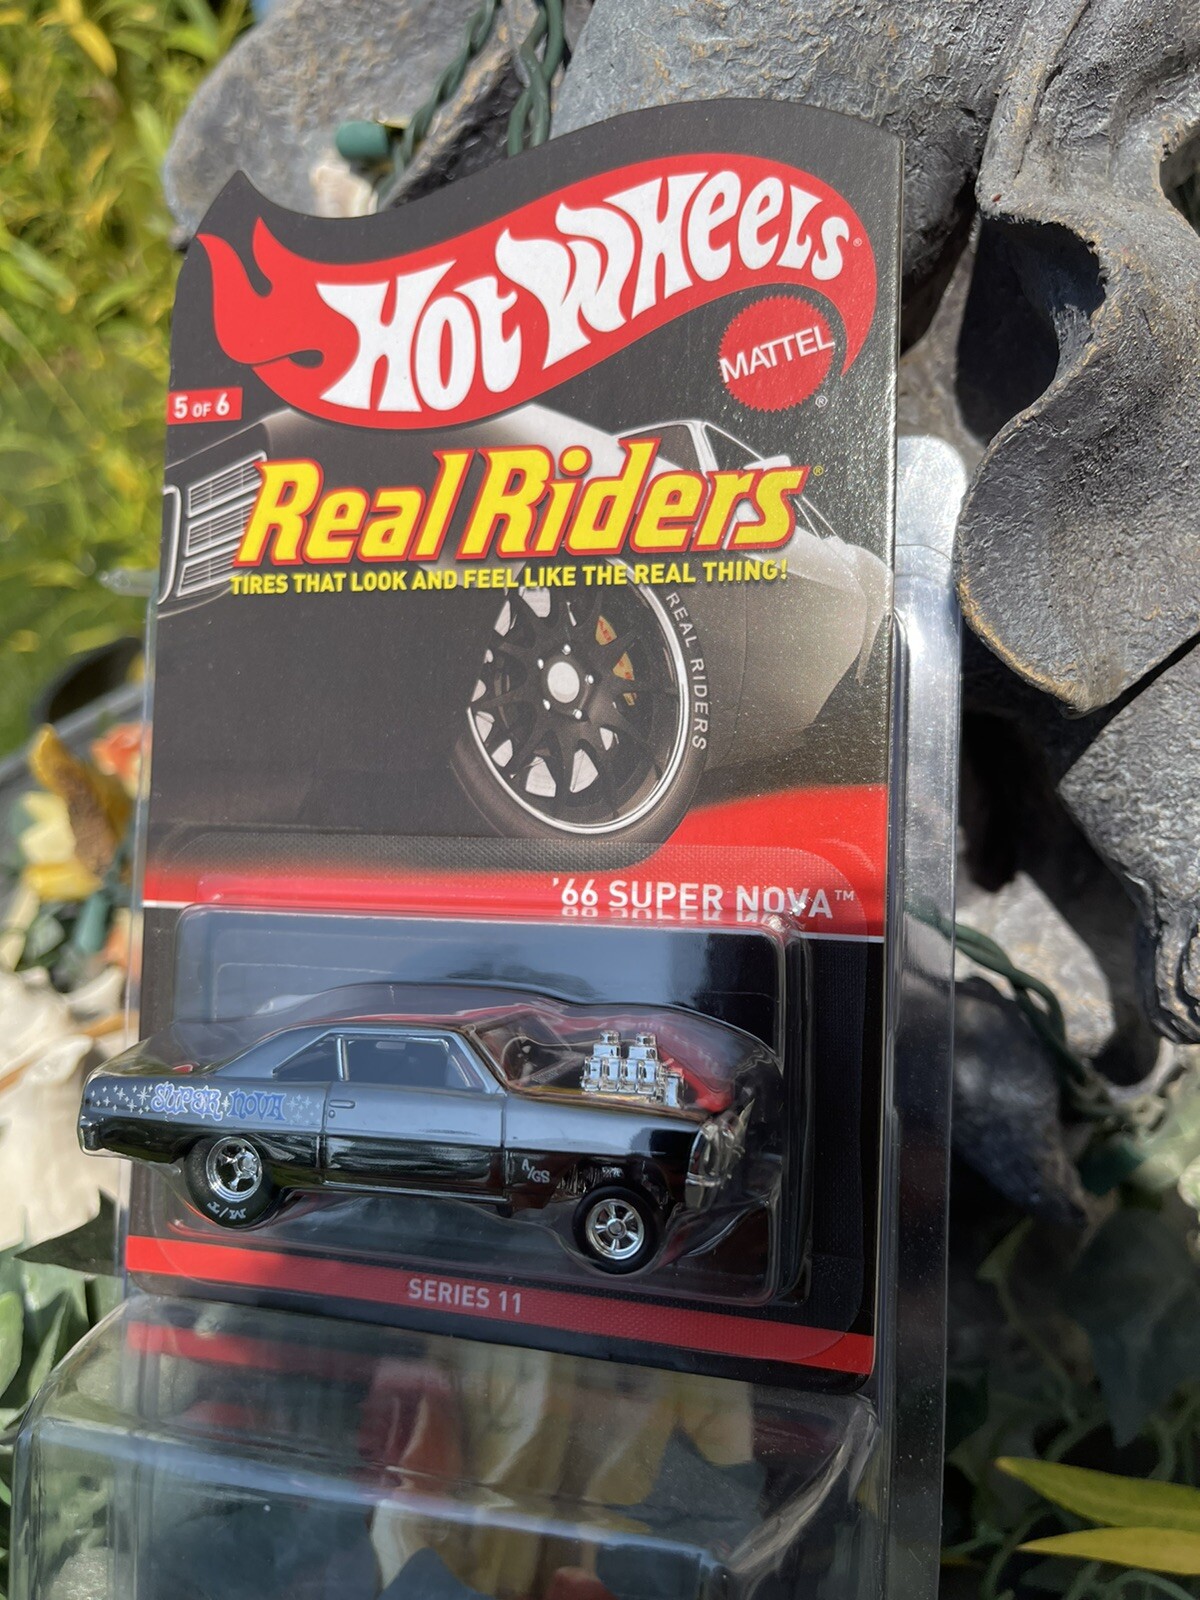 HOT WHEELS®
MATTEL
®
5 OF 6
Real Riders®
TIRES THAT LOOK AND FEEL LIKE THE REAL THING!
REAL RIDERS
'66 SUPER NOVA™
SUPER NOVA
A/GS
M/T
SERIES 11